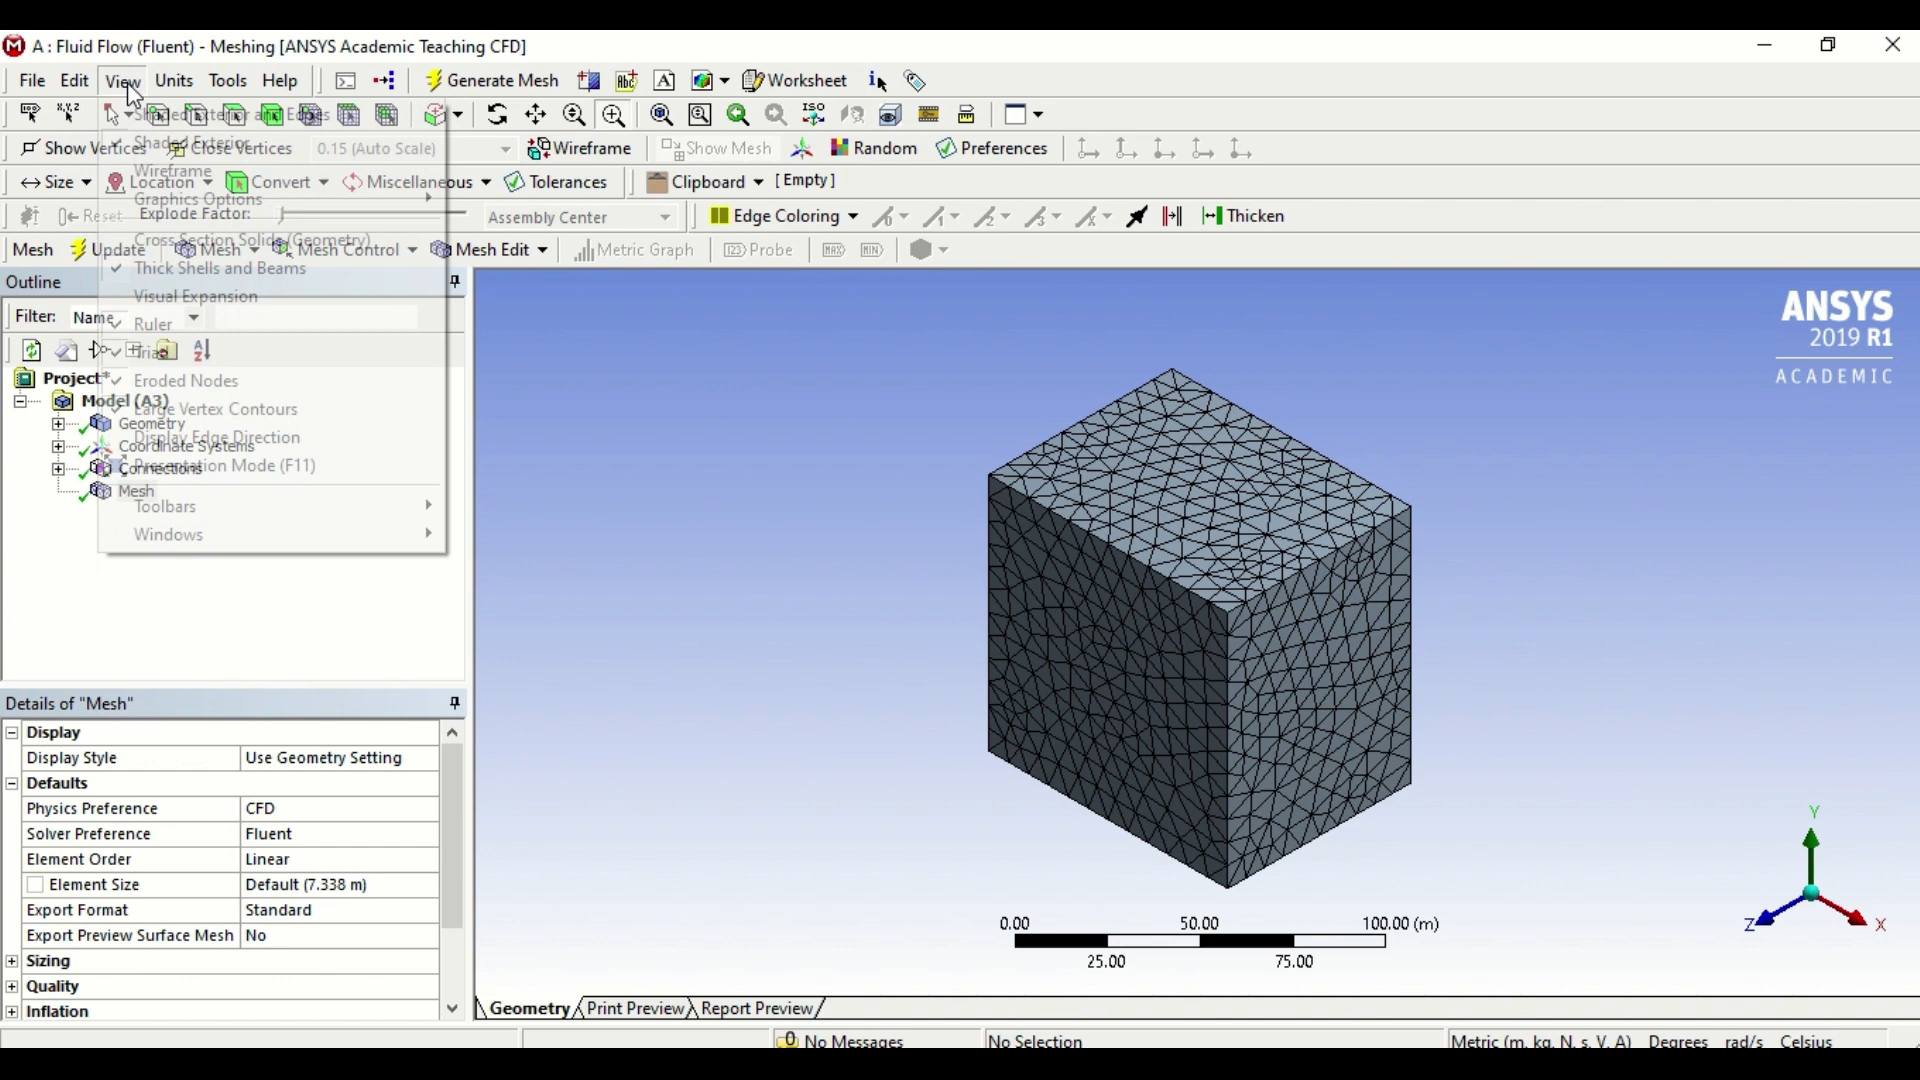 A : Fluid Flow (Fluent) - Meshing [ANSYS Academic Teaching CFD]
File Edit View Units Tools Help Generate Mesh Worksheet
Show Vertices Close Vertices 0.15 (Auto Scale) Wireframe Show Mesh Random Preferences
Size Location Convert Miscellaneous Tolerances Clipboard [ Empty ]
Reset Explode Factor: Assembly Center Edge Coloring Thicken
Mesh Update Mesh Mesh Control Mesh Edit Metric Graph Probe
Shaded Exterior and Edges
Shaded Exterior
Wireframe
Graphics Options
Cross Section Solids (Geometry)
Thick Shells and Beams
Visual Expansion
Ruler
Triad
Eroded Nodes
Large Vertex Contours
Display Edge Direction
Presentation Mode (F11)
Toolbars
Windows
Outline
Filter: Name
Project*
Model (A3)
Geometry
Coordinate Systems
Connections
Mesh
Details of "Mesh"
Display
Display Style Use Geometry Setting
Defaults
Physics Preference CFD
Solver Preference Fluent
Element Order Linear
Element Size Default (7.338 m)
Export Format Standard
Export Preview Surface Mesh No
Sizing
Quality
Inflation
ANSYS
2019 R1
ACADEMIC
0.00 50.00 100.00 (m)
25.00 75.00
Y
Z X
Geometry Print Preview Report Preview
0 No Messages No Selection Metric (m, kg, N, s, V, A) Degrees rad/s Celsius